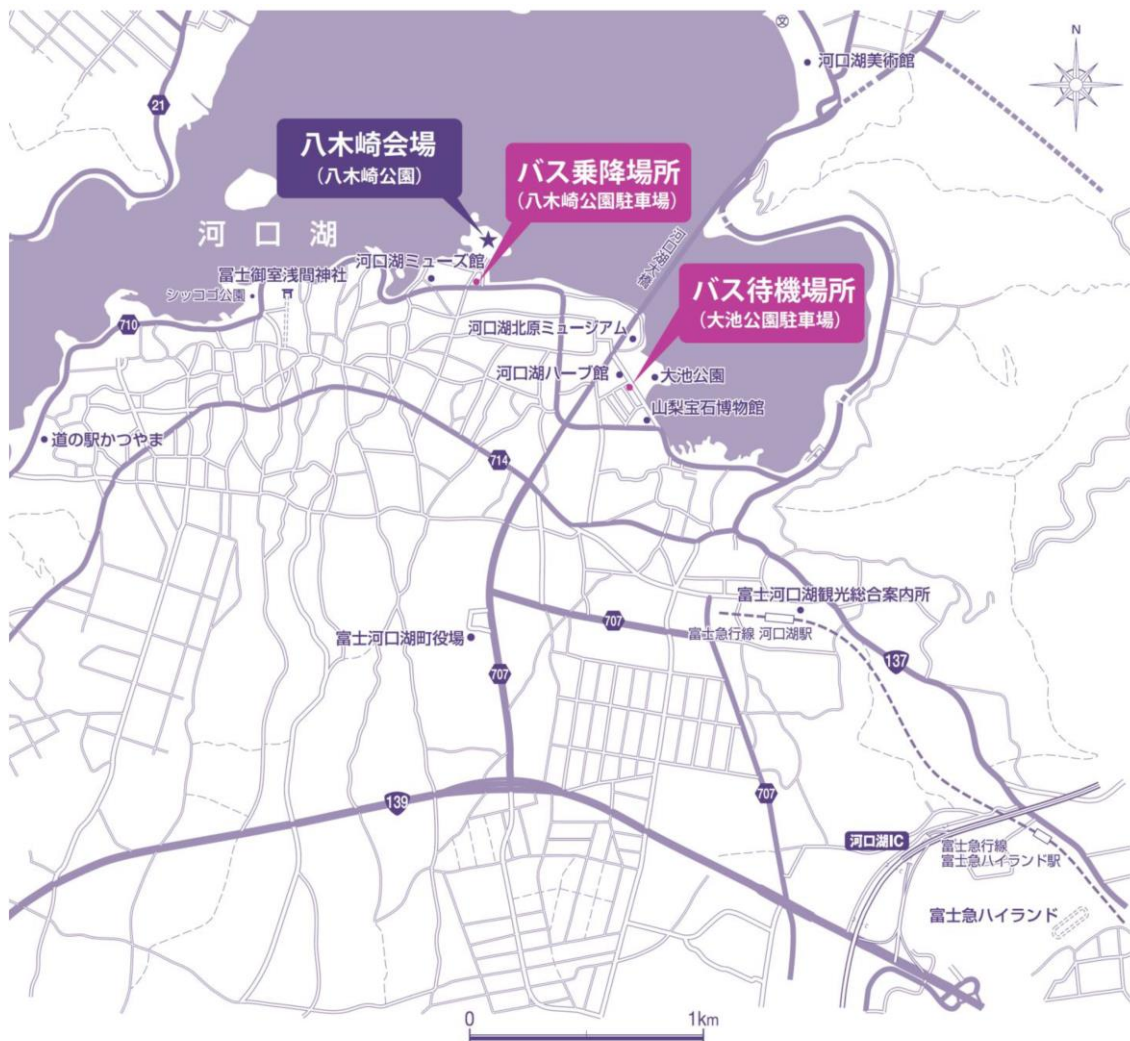 文
N
河口湖美術館
21
八木崎会場
(八木崎公園)
バス乗降場所
(八木崎公園駐車場)
河口湖
河口湖大橋
河口湖ミューズ館
冨士御室浅間神社
シッコゴ公園
バス待機場所
(大池公園駐車場)
710
河口湖北原ミュージアム
河口湖ハーブ館
大池公園
山梨宝石博物館
道の駅かつやま
714
富士河口湖観光総合案内所
707
富士急行線 河口湖駅
富士河口湖町役場
137
707
139
707
河口湖IC
富士急行線
富士急ハイランド駅
富士急ハイランド
0
1km